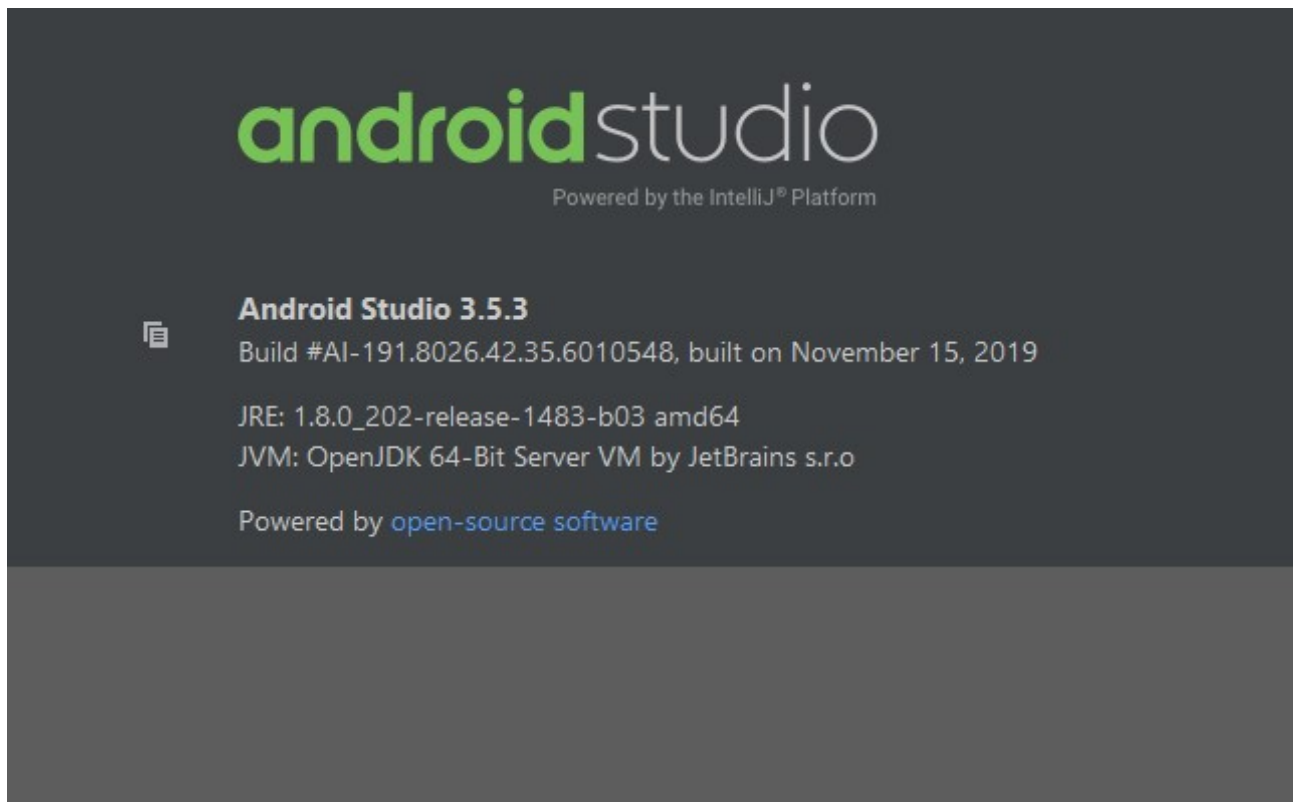 androidstudio
Powered by the IntelliJ® Platform
Android Studio 3.5.3
Build #AI-191.8026.42.35.6010548, built on November 15, 2019
JRE: 1.8.0_202-release-1483-b03 amd64
JVM: OpenJDK 64-Bit Server VM by JetBrains s.r.o
Powered by open-source software